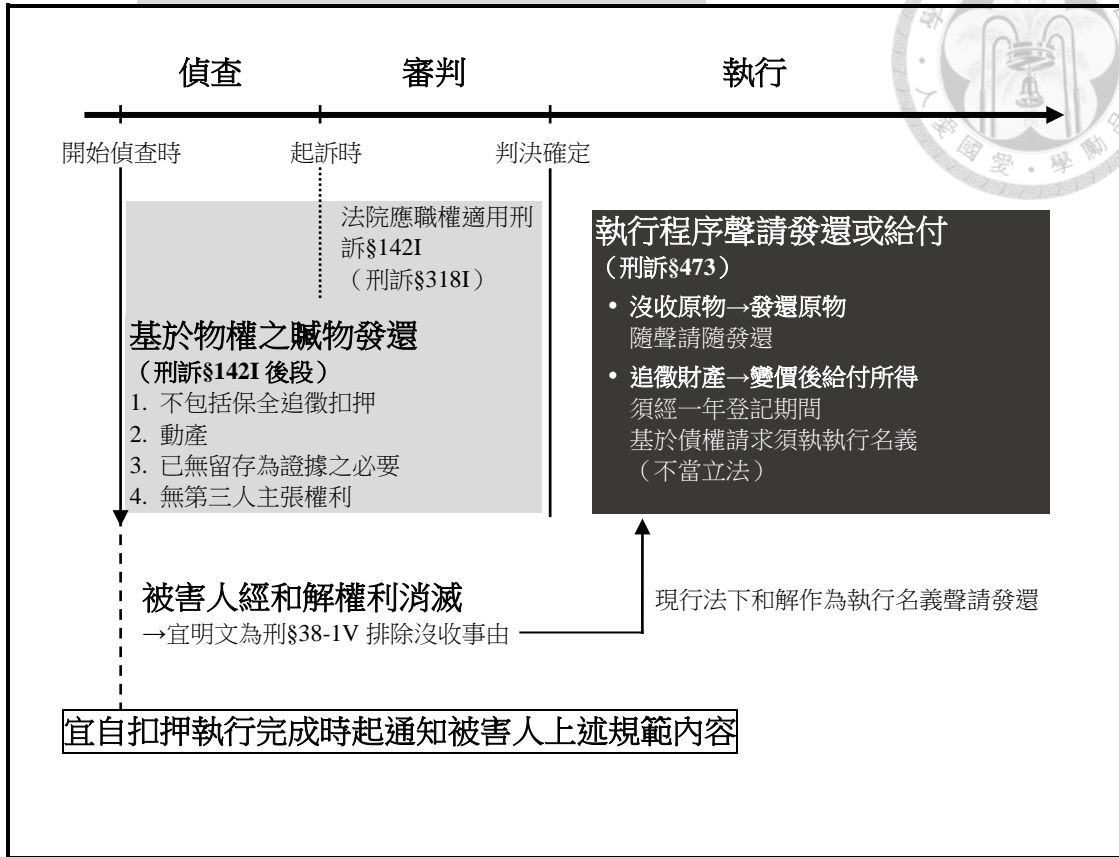 偵查
審判
執行
開始偵查時
起訴時
判決確定
法院應職權適用刑
訴§142I
（刑訴§318I）
基於物權之贓物發還
（刑訴§142I 後段）
1. 不包括保全追徵扣押
2. 動產
3. 已無留存為證據之必要
4. 無第三人主張權利
執行程序聲請發還或給付
（刑訴§473）
• 沒收原物→發還原物
隨聲請隨發還
• 追徵財產→變價後給付所得
須經一年登記期間
基於債權請求須執執行名義
（不當立法）
被害人經和解權利消滅
→宜明文為刑§38-1V 排除沒收事由
現行法下和解作為執行名義聲請發還
宜自扣押執行完成時起通知被害人上述規範內容
學
人
愛國愛‧學勵